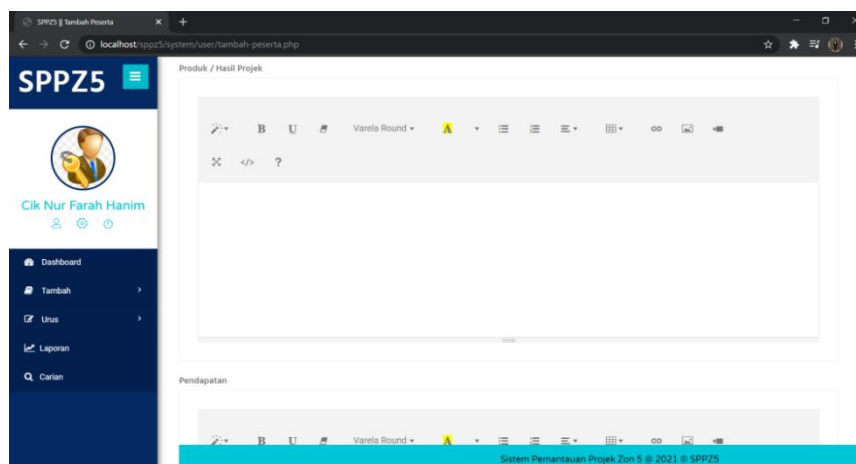 SPPZ5 || Tambah Peserta
localhost/sppz5/system/user/tambah-peserta.php
SPPZ5
Cik Nur Farah Hanim
Dashboard
Tambah
Urus
Laporan
Carian
Produk / Hasil Projek
B U Varela Round A
</> ?
Pendapatan
B U Varela Round A
Sistem Pemantauan Projek Zon 5 @ 2021 © SPPZ5